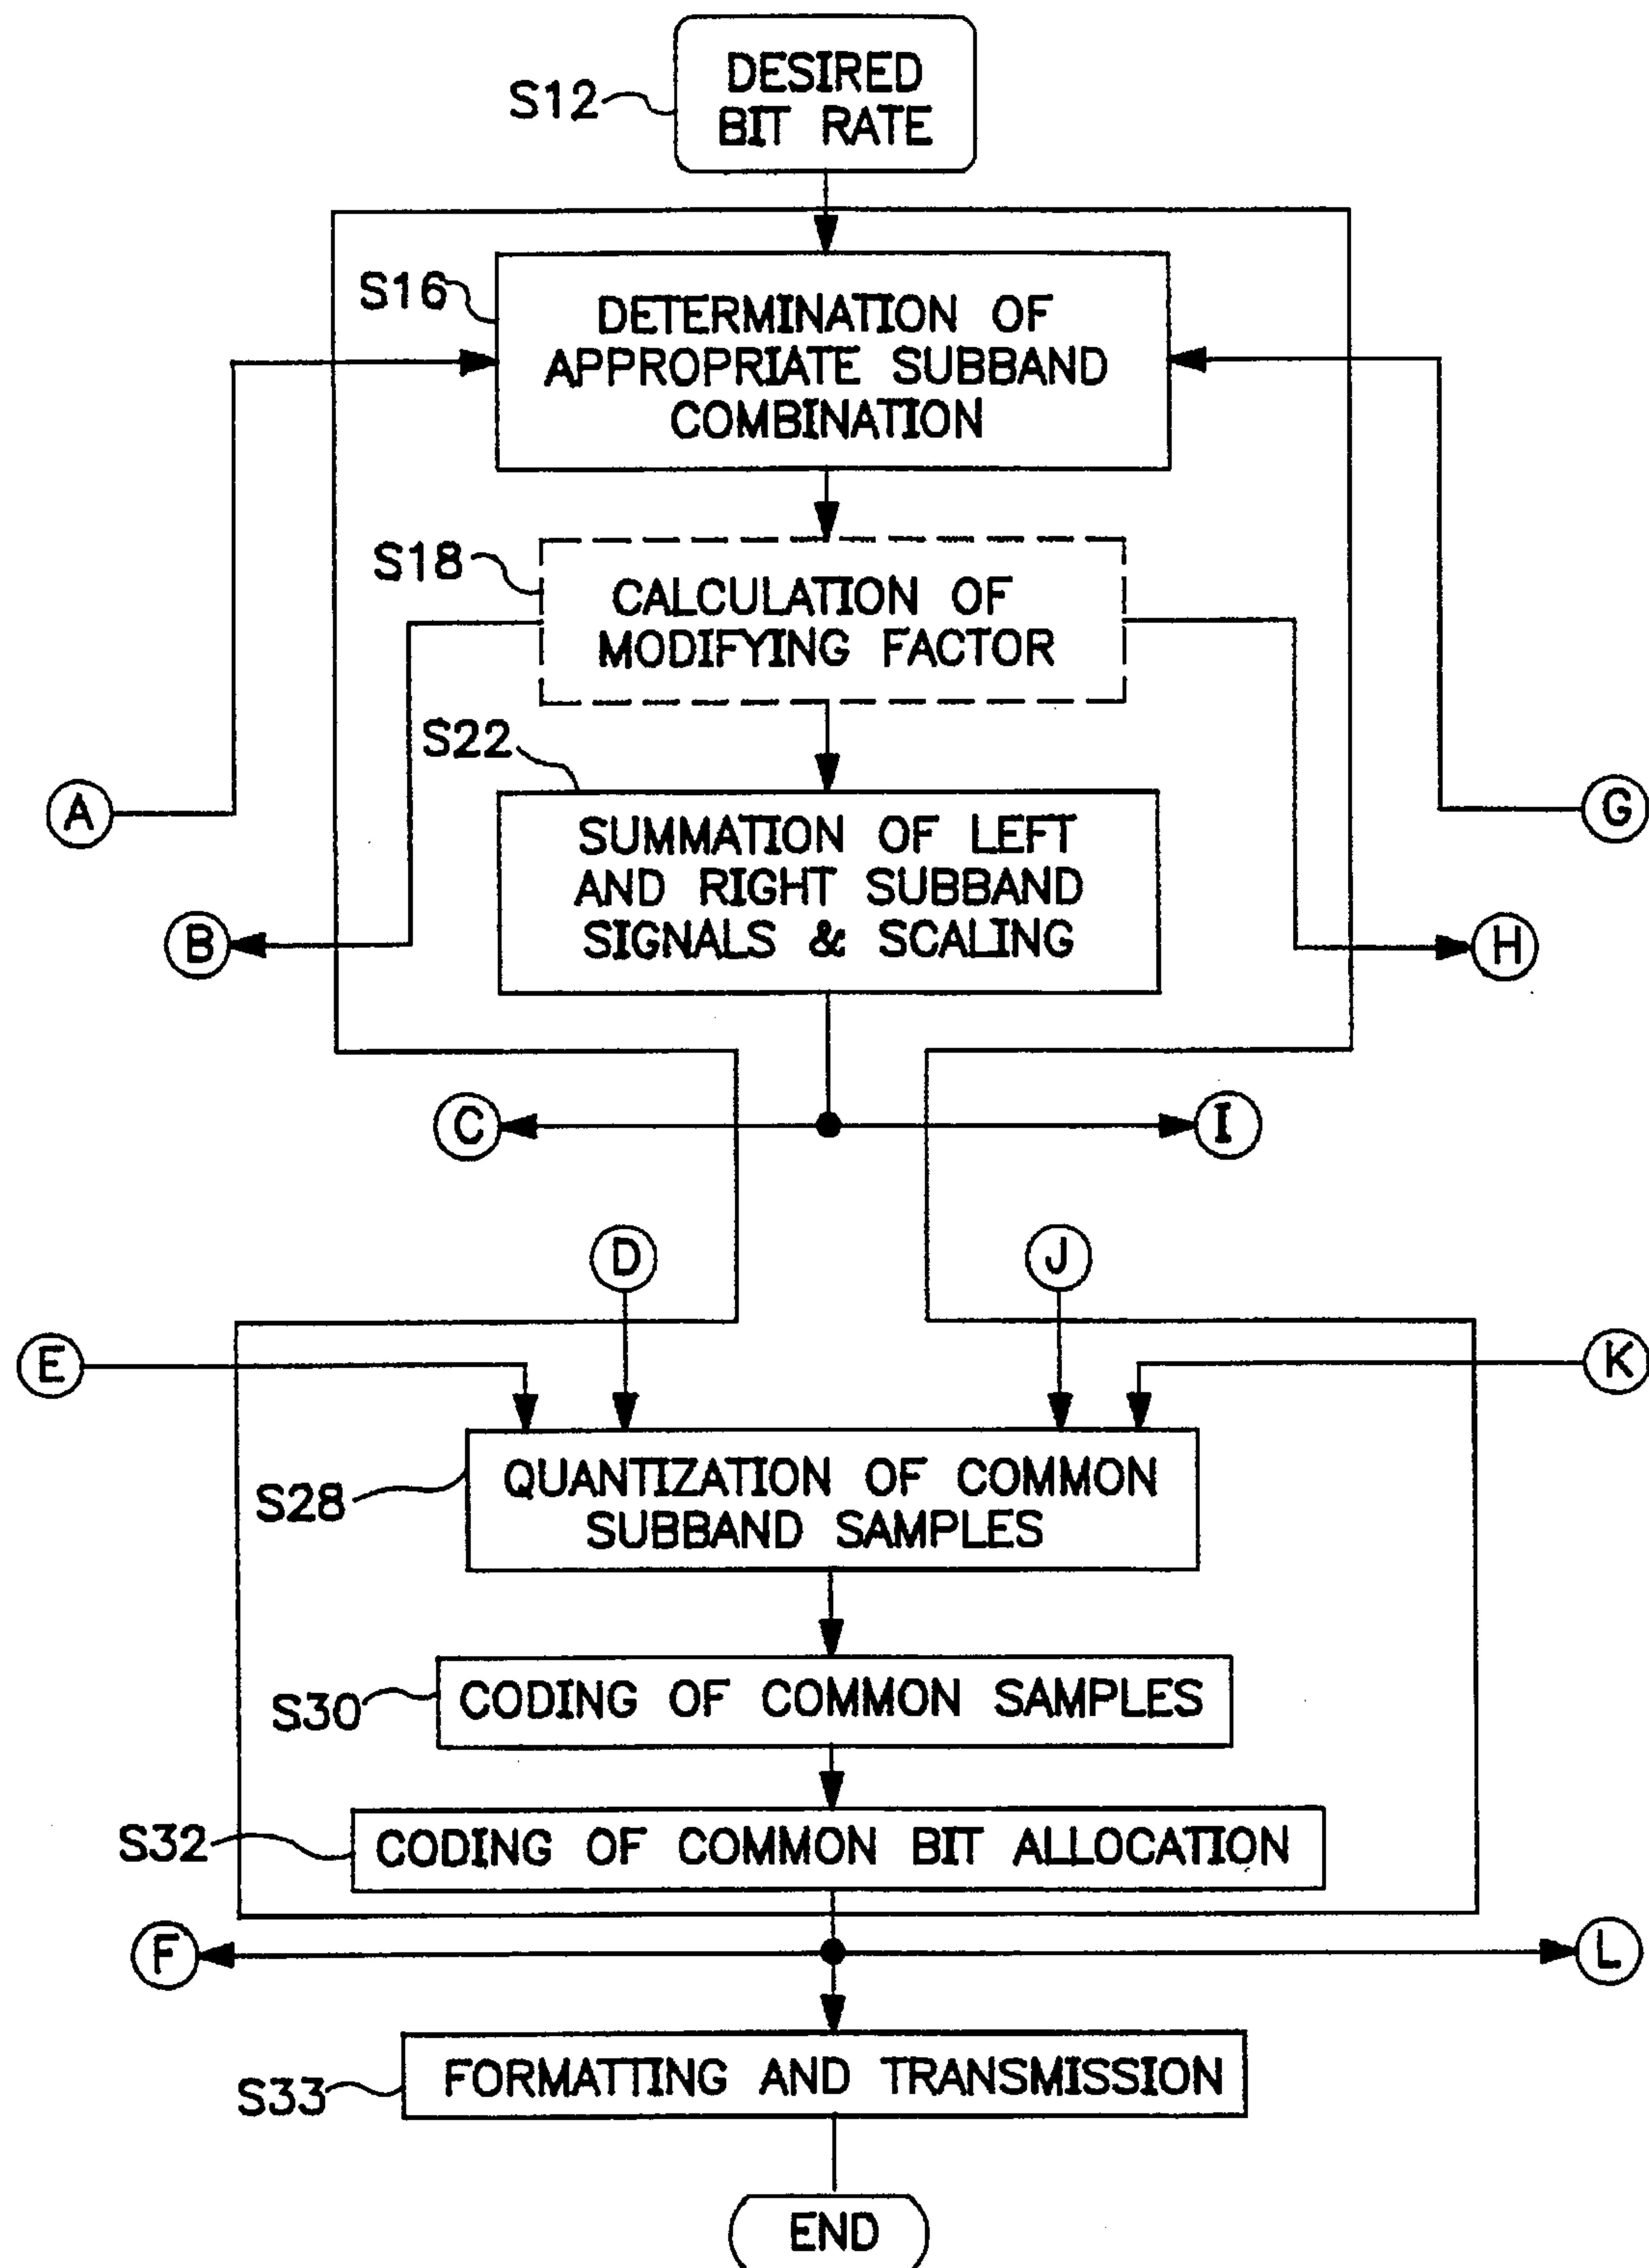 DESIRED
BIT RATE
S12
S16
DETERMINATION OF
APPROPRIATE SUBBAND
COMBINATION
S18
CALCULATION OF
MODIFYING FACTOR
S22
A
SUMMATION OF LEFT
AND RIGHT SUBBAND
SIGNALS & SCALING
G
B
H
C
I
D
J
E
K
S28
QUANTIZATION OF COMMON
SUBBAND SAMPLES
S30
CODING OF COMMON SAMPLES
S32
CODING OF COMMON BIT ALLOCATION
F
L
S33
FORMATTING AND TRANSMISSION
END